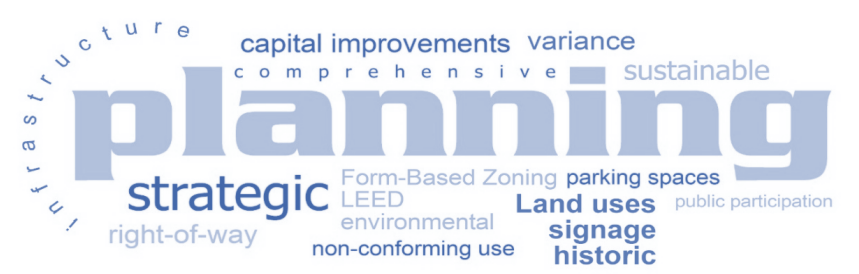 infrastructure
capital improvements variance
comprehensive sustainable
planning
strategic Form-Based Zoning parking spaces
LEED Land uses public participation
right-of-way environmental signage
non-conforming use historic